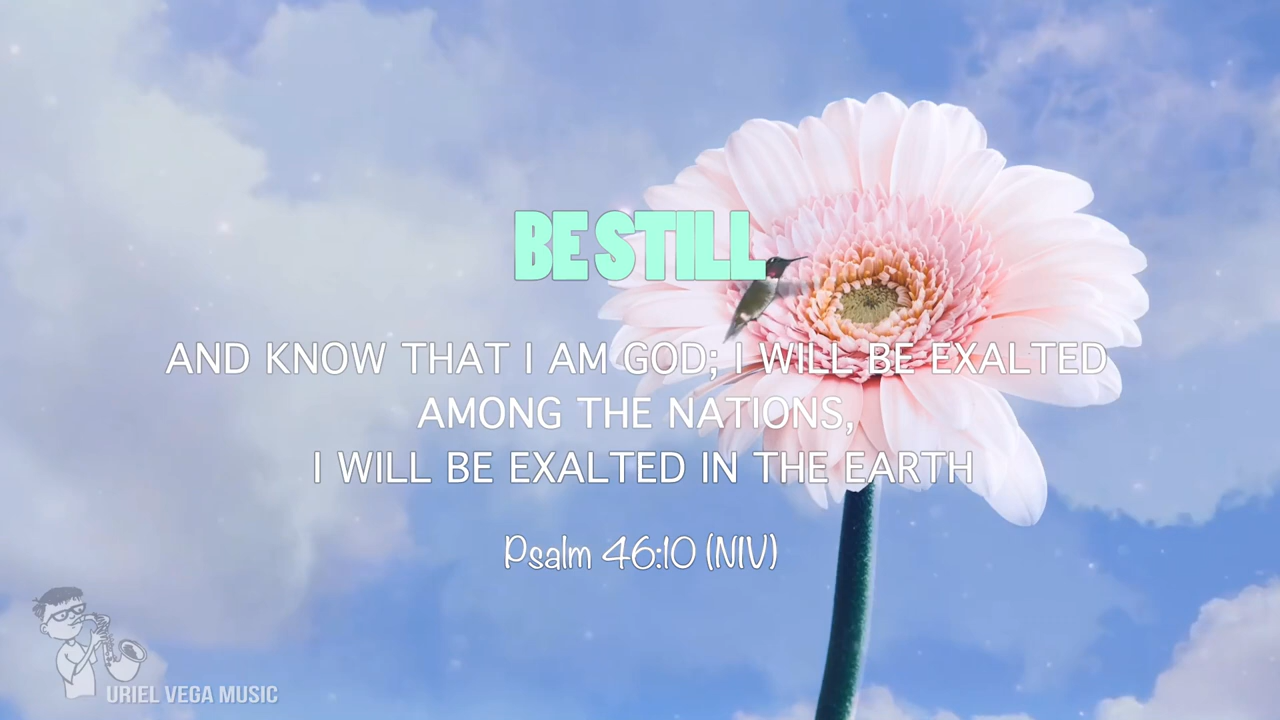 BE STILL
AND KNOW THAT I AM GOD; I WILL BE EXALTED
AMONG THE NATIONS,
I WILL BE EXALTED IN THE EARTH
Psalm 46:10 (NIV)
URIEL VEGA MUSIC